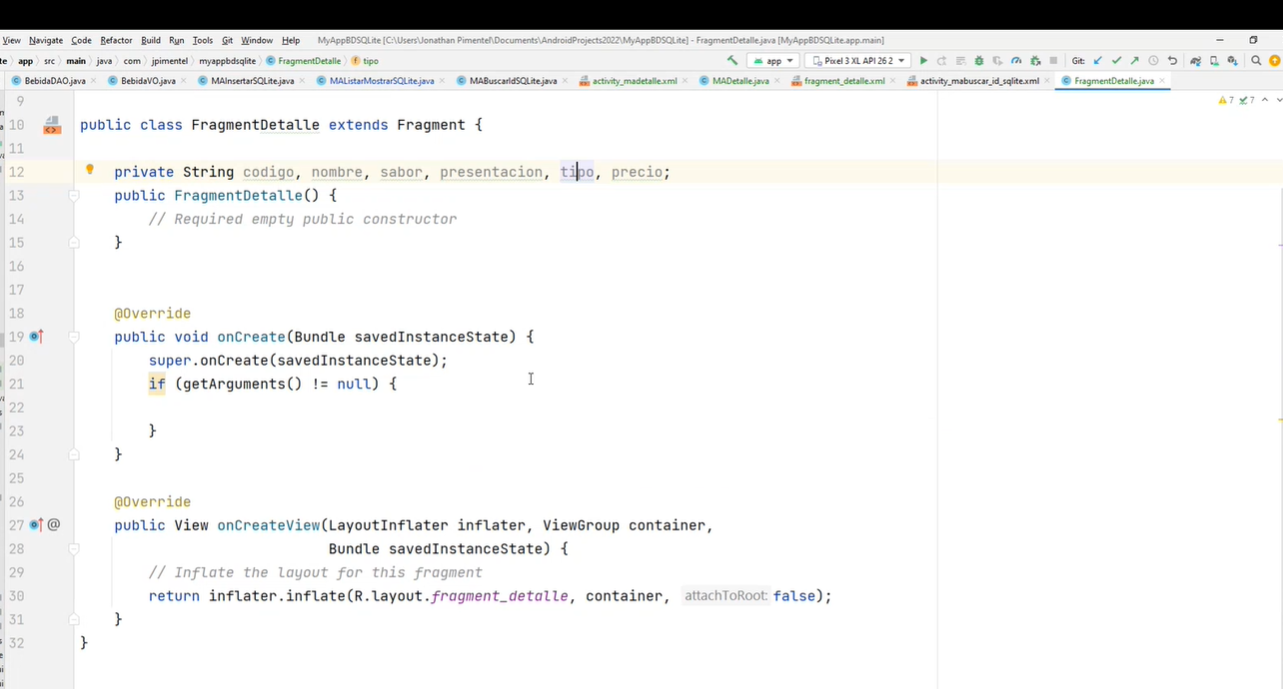 View Navigate Code Refactor Build Run Tools Git Window Help MyAppBDSQLite [C:\Users\Jonathan Pimentel\Documents\AndroidProjects2022\MyAppBDSQLite] - FragmentDetalle.java [MyAppBDSQLite.app.main]
te app src main java com jpimentel myappbdsqlite FragmentDetalle tipo app Pixel 3 XL API 26 2 Git:
BebidaDAO.java BebidaVO.java MAInsertarSQLite.java MAListarMostrarSQLite.java MABuscarIdSQLite.java activity_madetalle.xml MADetalle.java fragment_detalle.xml activity_mabuscar_id_sqlite.xml FragmentDetalle.java
9 7 7
10 public class FragmentDetalle extends Fragment {
11
12 private String codigo, nombre, sabor, presentacion, tipo, precio;
13 public FragmentDetalle() {
14 // Required empty public constructor
15 }
16
17
18 @Override
19 public void onCreate(Bundle savedInstanceState) {
20 super.onCreate(savedInstanceState);
21 if (getArguments() != null) {
22
23 }
24 }
25
26 @Override
27 @ public View onCreateView(LayoutInflater inflater, ViewGroup container,
28 Bundle savedInstanceState) {
29 // Inflate the layout for this fragment
30 return inflater.inflate(R.layout.fragment_detalle, container, attachToRoot: false);
31 }
32 }